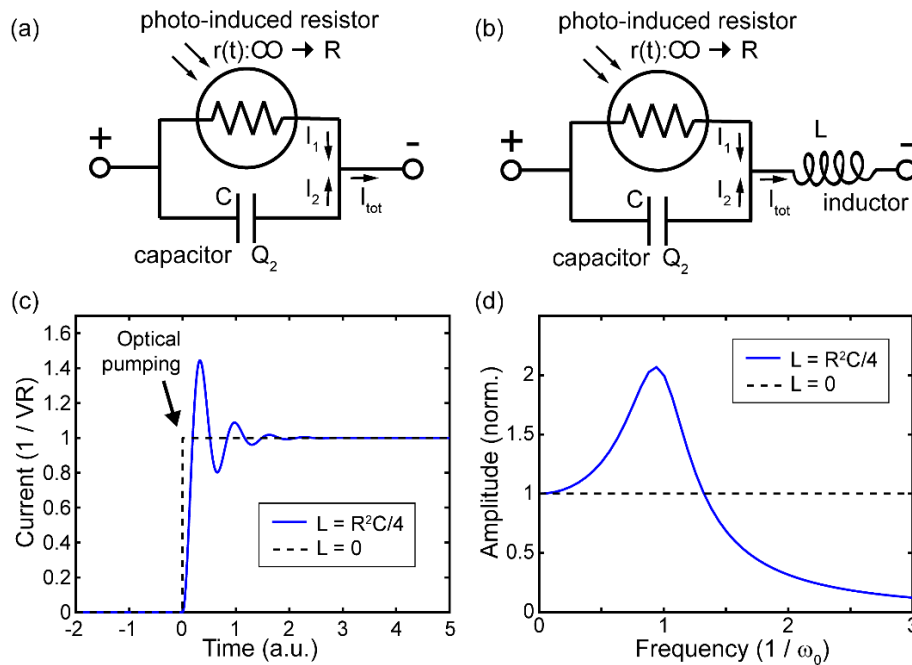 (a)
photo-induced resistor
r(t):∞ → R
+
-
I1
I2
Itot
C
capacitor
Q2
(b)
photo-induced resistor
r(t):∞ → R
+
-
L
I1
I2
Itot
inductor
C
capacitor
Q2
(c)
Current (1 / VR)
1.6
1.4
1.2
1
0.8
0.6
0.4
0.2
0
Optical
pumping
L = R²C/4
L = 0
-2
-1
0
1
2
3
4
5
Time (a.u.)
(d)
Amplitude (norm.)
2
1.5
1
0.5
0
L = R²C/4
L = 0
0
1
2
3
Frequency (1 / ω0)